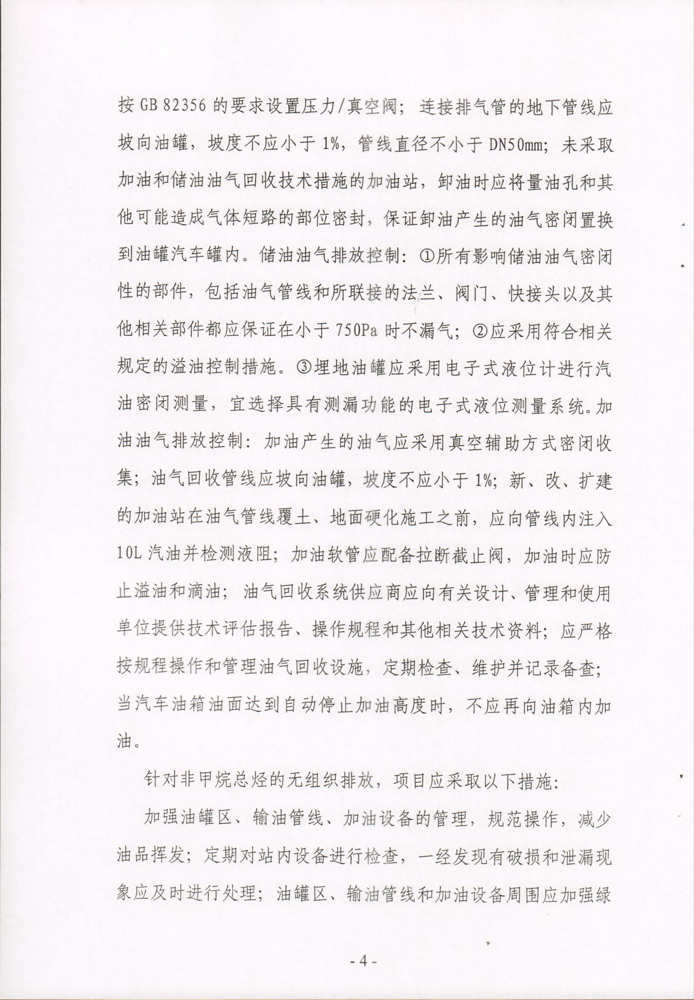 按 GB 82356 的要求设置压力/真空阀；连接排气管的地下管线应
坡向油罐，坡度不应小于 1%，管线直径不小于 DN50mm；未采取
加油和储油油气回收技术措施的加油站，卸油时应将量油孔和其
他可能造成气体短路的部位密封，保证卸油产生的油气密闭置换
到油罐汽车罐内。储油油气排放控制：①所有影响储油油气密闭
性的部件，包括油气管线和所联接的法兰、阀门、快接头以及其
他相关部件都应保证在小于 750Pa 时不漏气；②应采用符合相关
规定的溢油控制措施。③埋地油罐应采用电子式液位计进行汽
油密闭测量，宜选择具有测漏功能的电子式液位测量系统。加
油油气排放控制：加油产生的油气应采用真空辅助方式密闭收
集；油气回收管线应坡向油罐，坡度不应小于 1%；新、改、扩建
的加油站在油气管线覆土、地面硬化施工之前，应向管线内注入
10L 汽油并检测液阻；加油软管应配备拉断截止阀，加油时应防
止溢油和滴油；油气回收系统供应商应向有关设计、管理和使用
单位提供技术评估报告、操作规程和其他相关技术资料；应严格
按规程操作和管理油气回收设施，定期检查、维护并记录备查；
当汽车油箱油面达到自动停止加油高度时，不应再向油箱内加
油。
针对非甲烷总烃的无组织排放，项目应采取以下措施：
加强油罐区、输油管线、加油设备的管理，规范操作，减少
油品挥发；定期对站内设备进行检查，一经发现有破损和泄漏现
象应及时进行处理；油罐区、输油管线和加油设备周围应加强绿
- 4 -